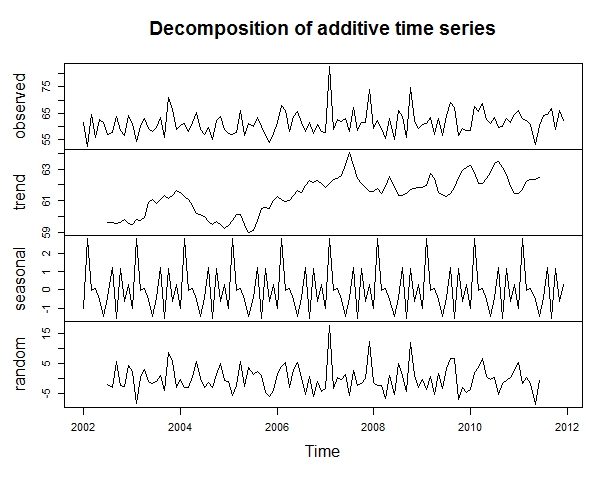 Decomposition of additive time series
observed
55 65 75
trend
59 61 63
seasonal
-1 0 1 2
random
-5 5 15
2002 2004 2006 2008 2010 2012
Time